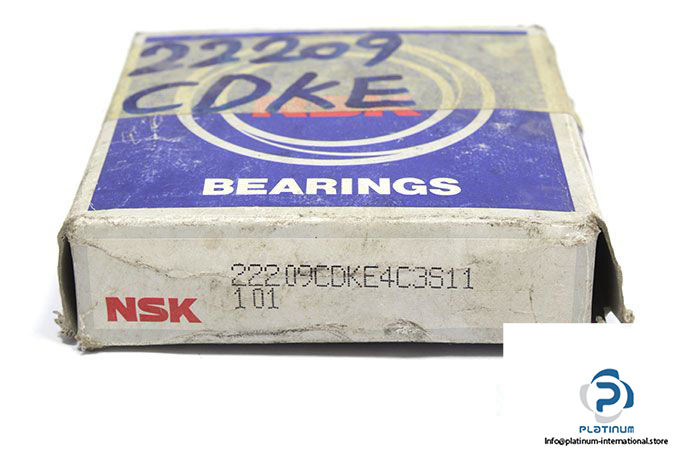 22209
CDKE
NSK
BEARINGS
22209CDKE4C3S11
101
NSK
PLATINUM
Info@platinum-international.store